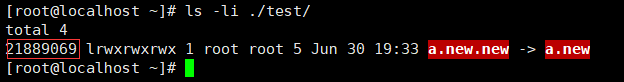 [root@localhost ~]# ls -li ./test/
total 4
21889069 lrwxrwxrwx 1 root root 5 Jun 30 19:33 a.new.new -> a.new
[root@localhost ~]#